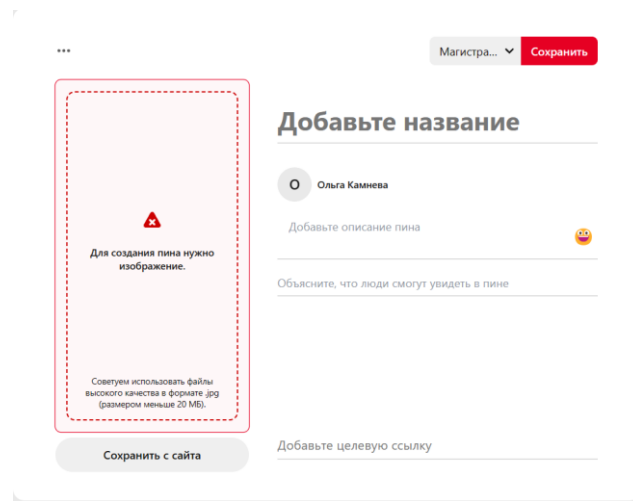 Магистра...
Сохранить
Добавьте название
О
Ольга Камнева
Добавьте описание пина
Для создания пина нужно
изображение.
Объясните, что люди смогут увидеть в пине
Советуем использовать файлы
высокого качества в формате .jpg
(размером меньше 20 МБ).
Добавьте целевую ссылку
Сохранить с сайта